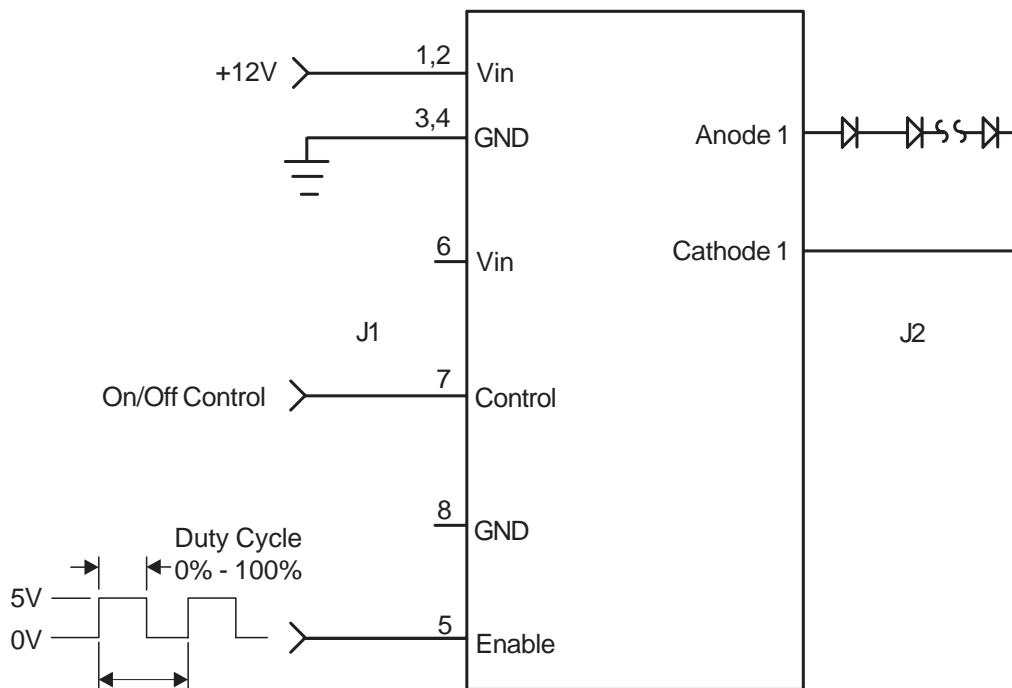 +12V
1,2
Vin
3,4
GND
Anode 1
6
Vin
Cathode 1
J1
J2
On/Off Control
7
Control
8
GND
Duty Cycle
0% - 100%
5V
0V
5
Enable